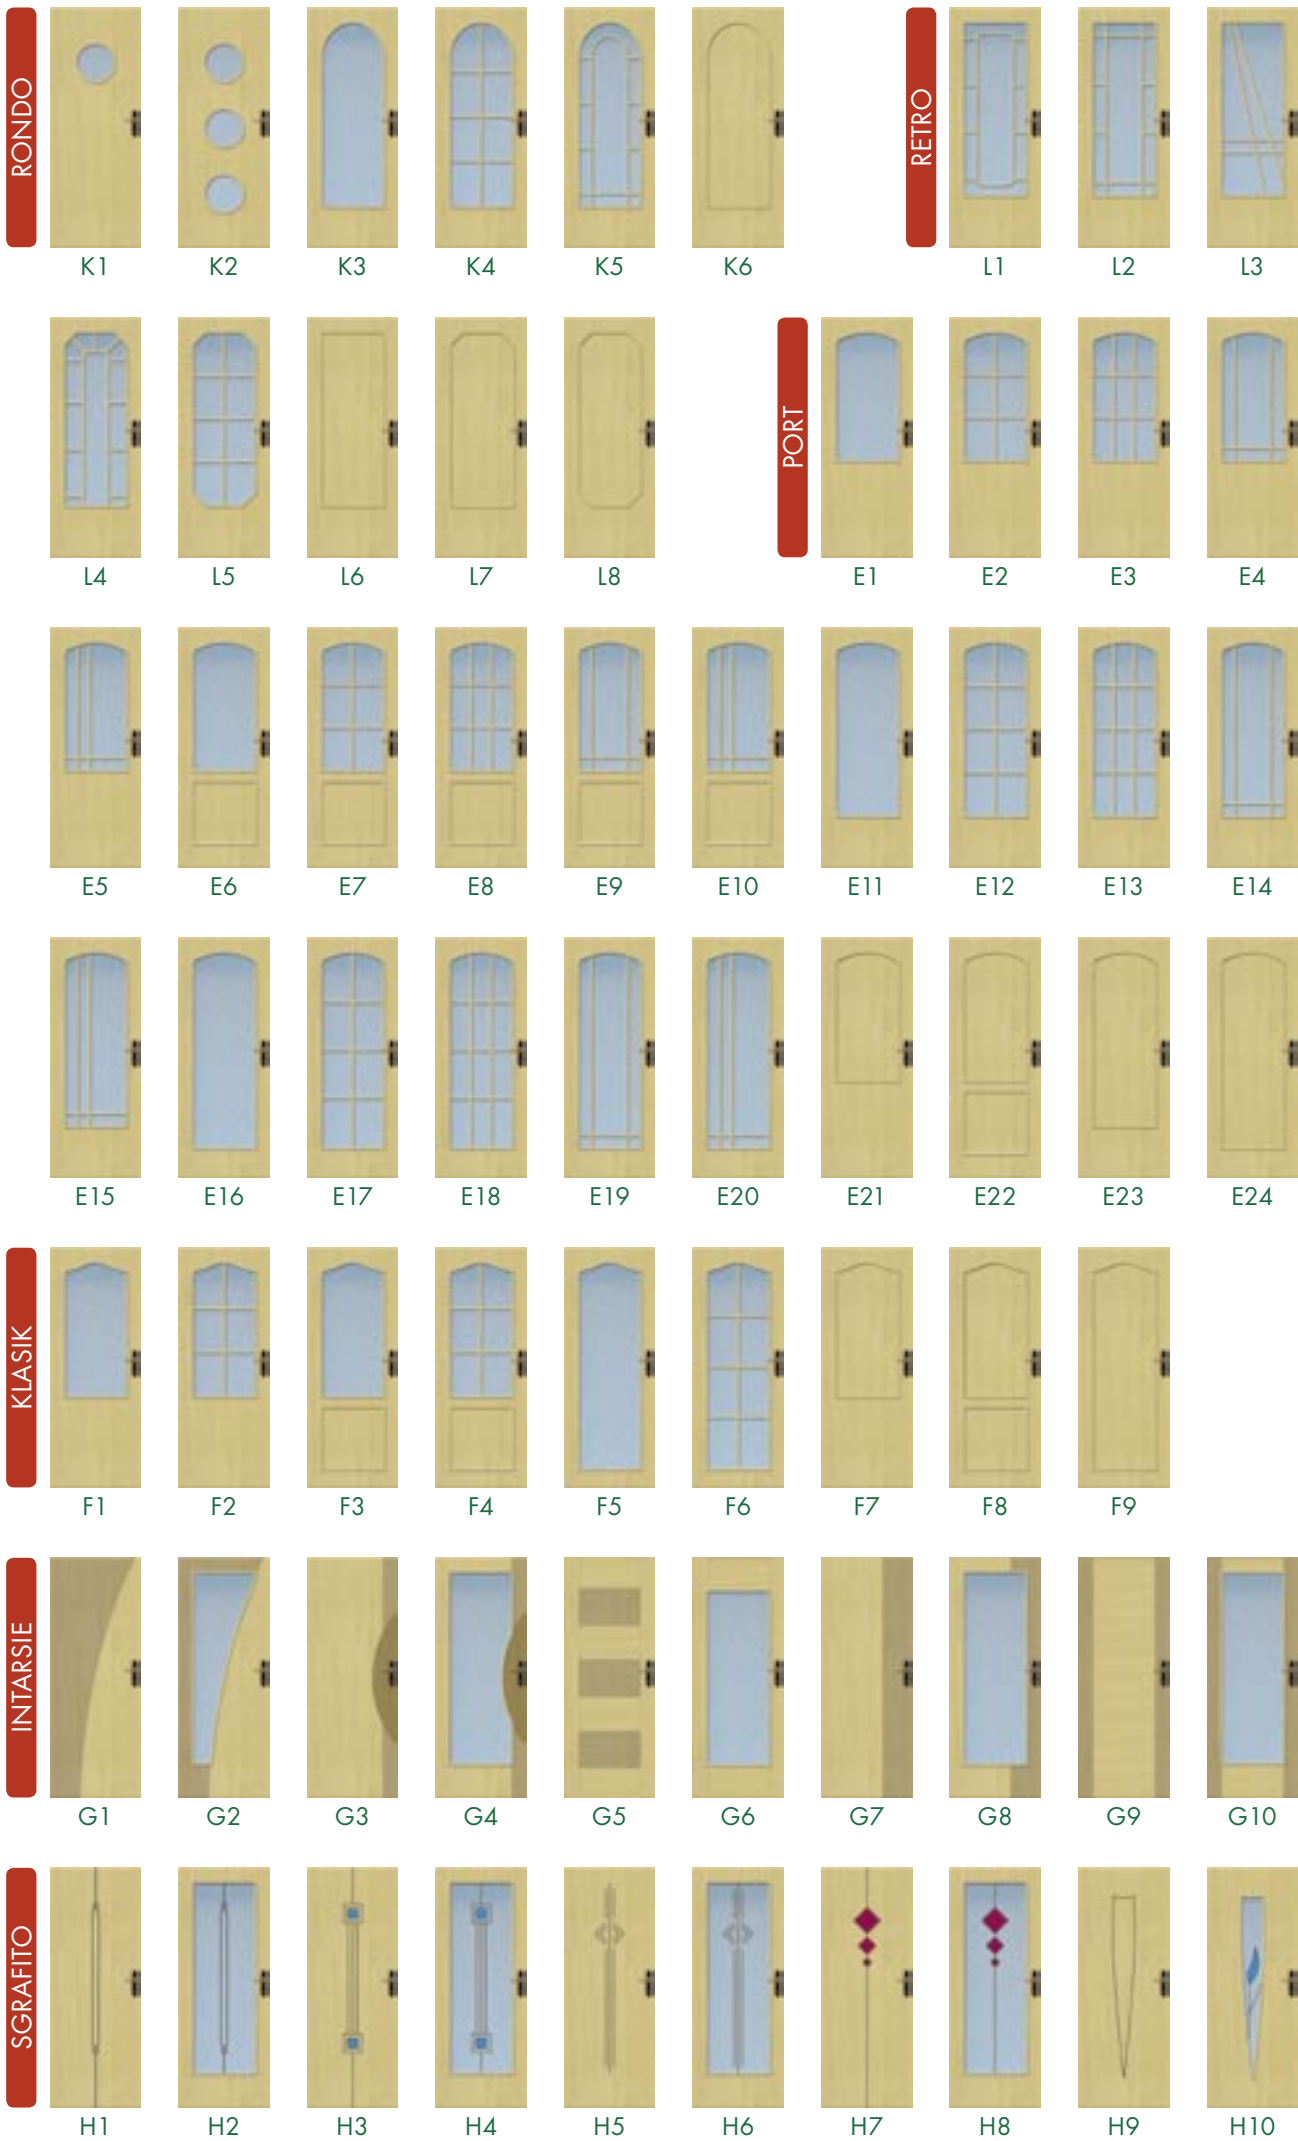 RONDO
K1 K2 K3 K4 K5 K6
RETRO
L1 L2 L3
L4 L5 L6 L7 L8
PORT
E1 E2 E3 E4
E5 E6 E7 E8 E9 E10 E11 E12 E13 E14
E15 E16 E17 E18 E19 E20 E21 E22 E23 E24
KLASIK
F1 F2 F3 F4 F5 F6 F7 F8 F9
INTARSIE
G1 G2 G3 G4 G5 G6 G7 G8 G9 G10
SGRAFITO
H1 H2 H3 H4 H5 H6 H7 H8 H9 H10